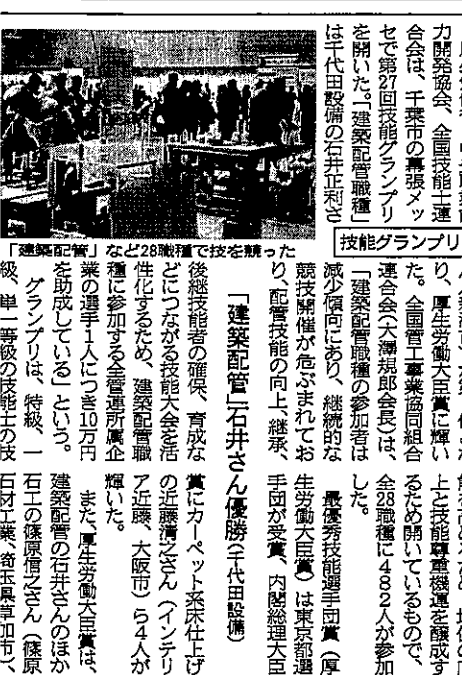 力開発協会、全国技能士連
合会は、千葉市の幕張メッ
セで第27回技能グランプリ
を開いた。「建築配管職種」
は千代田設備の石井正利さ
「建築配管」など28職種で技を競った
技能グランプリ
「建築配管」石井さん優勝(千代田設備)
り、厚生労働大臣賞に輝い
た。全国管工事業協同組合
連合会(大澤規郎会長)は、
「建築配管職種の参加者は
減少傾向にあり、継続的な
競技開催が危ぶまれてお
り、配管技能の向上、継承、
後継技能者の確保、育成な
どにつながる技能大会を活
性化するため、建築配管職
種に参加する全管連所属企
業の選手1人につき10万円
を助成している」という。
グランプリは、特級、一
級、単一等級の技能士の技
上と技能尊重機運を醸成す
るため開いているもので、
全28職種に482人が参加
した。
最優秀技能選手団賞(厚
生労働大臣賞)は東京都選
手団が受賞、内閣総理大臣
賞にカーペット系床仕上げ
の近藤清之さん(インテリ
ア近藤、大阪市)ら4人が
輝いた。
また、厚生労働大臣賞は、
建築配管の石井さんのほか
石工の篠原信之さん(篠原
石材工業、埼玉県草加市)、